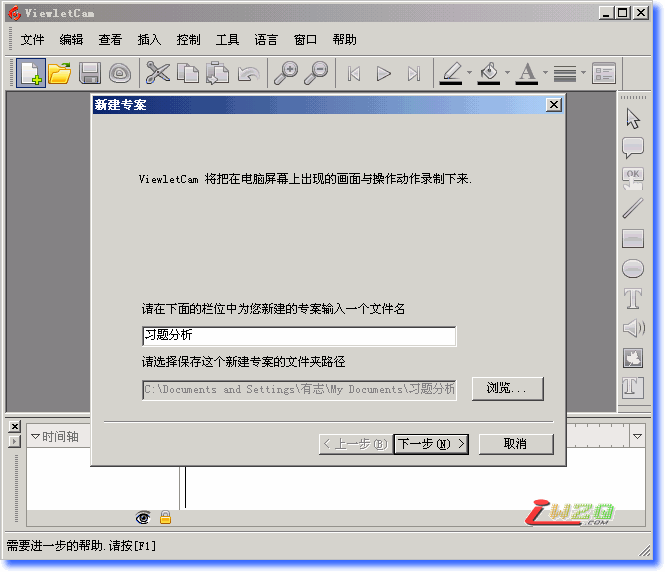 ViewletCam
文件 编辑 查看 插入 控制 工具 语言 窗口 帮助
新建专案
ViewletCam 将把在电脑屏幕上出现的画面与操作动作录制下来.
OK
请在下面的栏位中为您新建的专案输入一个文件名
习题分析
请选择保存这个新建专案的文件夹路径
C:\Documents and Settings\有志\My Documents\习题分析
浏览...
时间轴
< 上一步(B) 下一步(N) > 取消
iWZQ.COM
需要进一步的帮助.请按[F1]